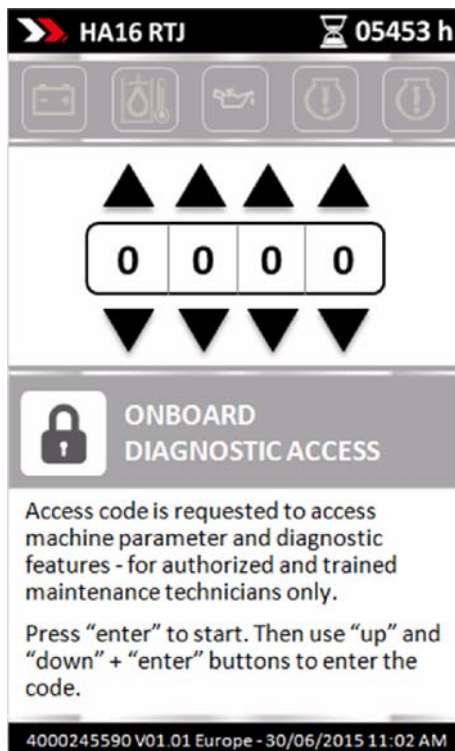 HA16 RTJ 05453 h
0 0 0 0
ONBOARD
DIAGNOSTIC ACCESS
Access code is requested to access
machine parameter and diagnostic
features - for authorized and trained
maintenance technicians only.
Press “enter” to start. Then use “up” and
“down” + “enter” buttons to enter the
code.
4000245590 V01.01 Europe - 30/06/2015 11:02 AM